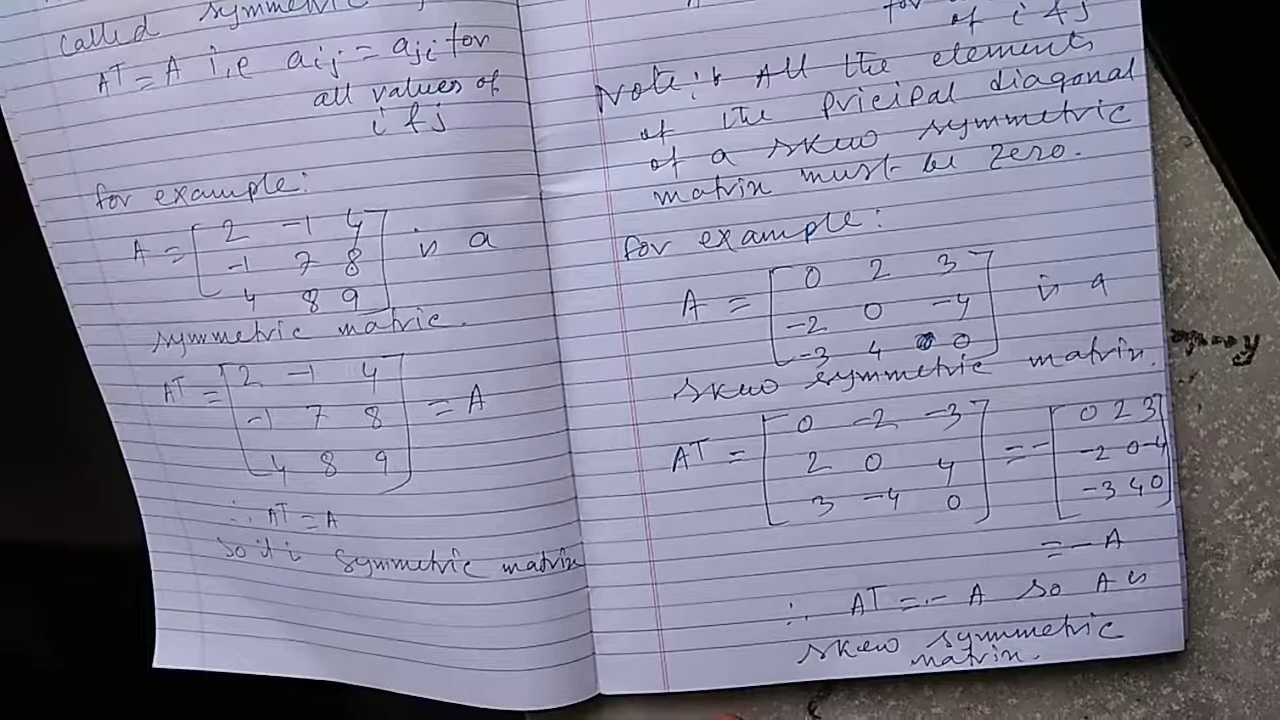 called symmetric
Aᵀ = A i,e aij = aji for
all values of
i & j
for example:
A = [ 2 -1 4
-1 7 8
4 8 9 ] is a
symmetric matric.
Aᵀ = [ 2 -1 4
-1 7 8
4 8 9 ] = A
∴ Aᵀ = A
so it i symmetric matrix
for
of i & j
Note:- All the elements
of the pricipal diagonal
of a skew symmetric
matrix must be zero.
for example:
A = [ 0 2 3
-2 0 -4
-3 4 0 ] is a
skew symmetric matrix.
Aᵀ = [ 0 -2 -3
2 0 4
3 -4 0 ] = - [ 0 2 3
-2 0 -4
-3 4 0 ]
= - A
∴ Aᵀ = - A so A is
skew symmetric
matrix.